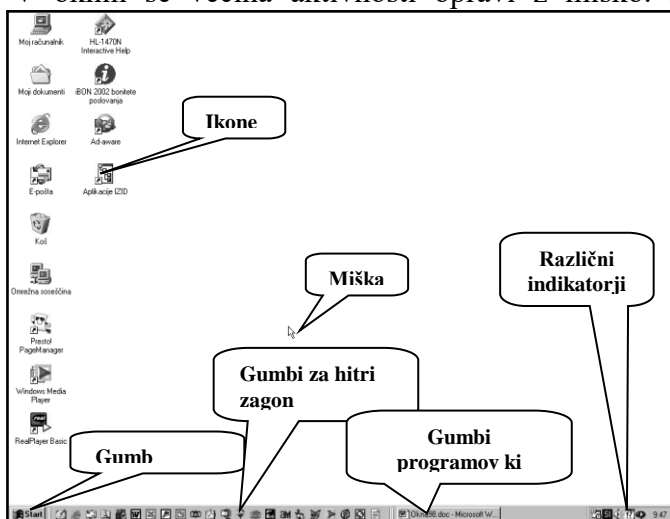 V oknih se večina aktivnosti opravi z miško.
Moj računalnik
HL-1470N
Interactive Help
Moji dokumenti
iBON 2002 bonitete
poslovanja
Internet Explorer
Ad-aware
E-pošta
Aplikacije IZID
Koš
Omrežna soseščina
Presto!
PageManager
Windows Media
Player
RealPlayer Basic
Ikone
Miška
Različni
indikatorji
Gumbi za hitri
zagon
Gumb
Gumbi
programov ki
Start
Okna98.doc - Microsoft W...
9:47